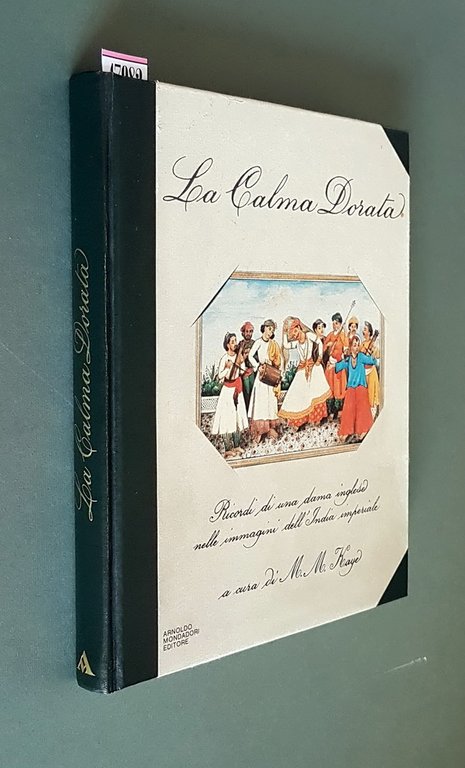 47082
La Calma Dorata
La Calma Dorata
Ricordi di una dama inglese
nelle immagini dell'India imperiale
a cura di M. M. Kaye
ARNOLDO
MONDADORI
EDITORE